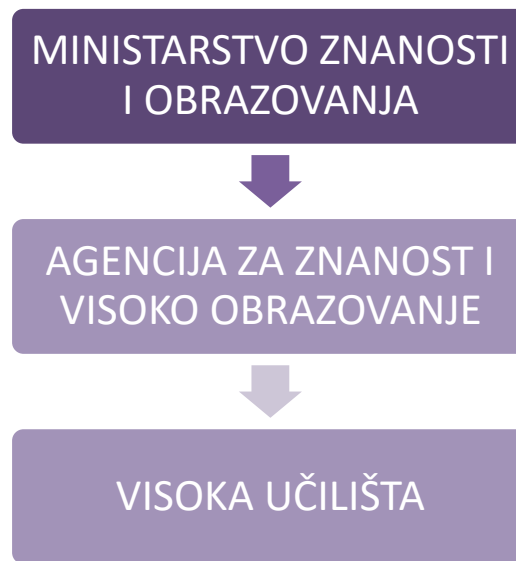 MINISTARSTVO ZNANOSTI
I OBRAZOVANJA
AGENCIJA ZA ZNANOST I
VISOKO OBRAZOVANJE
VISOKA UČILIŠTA